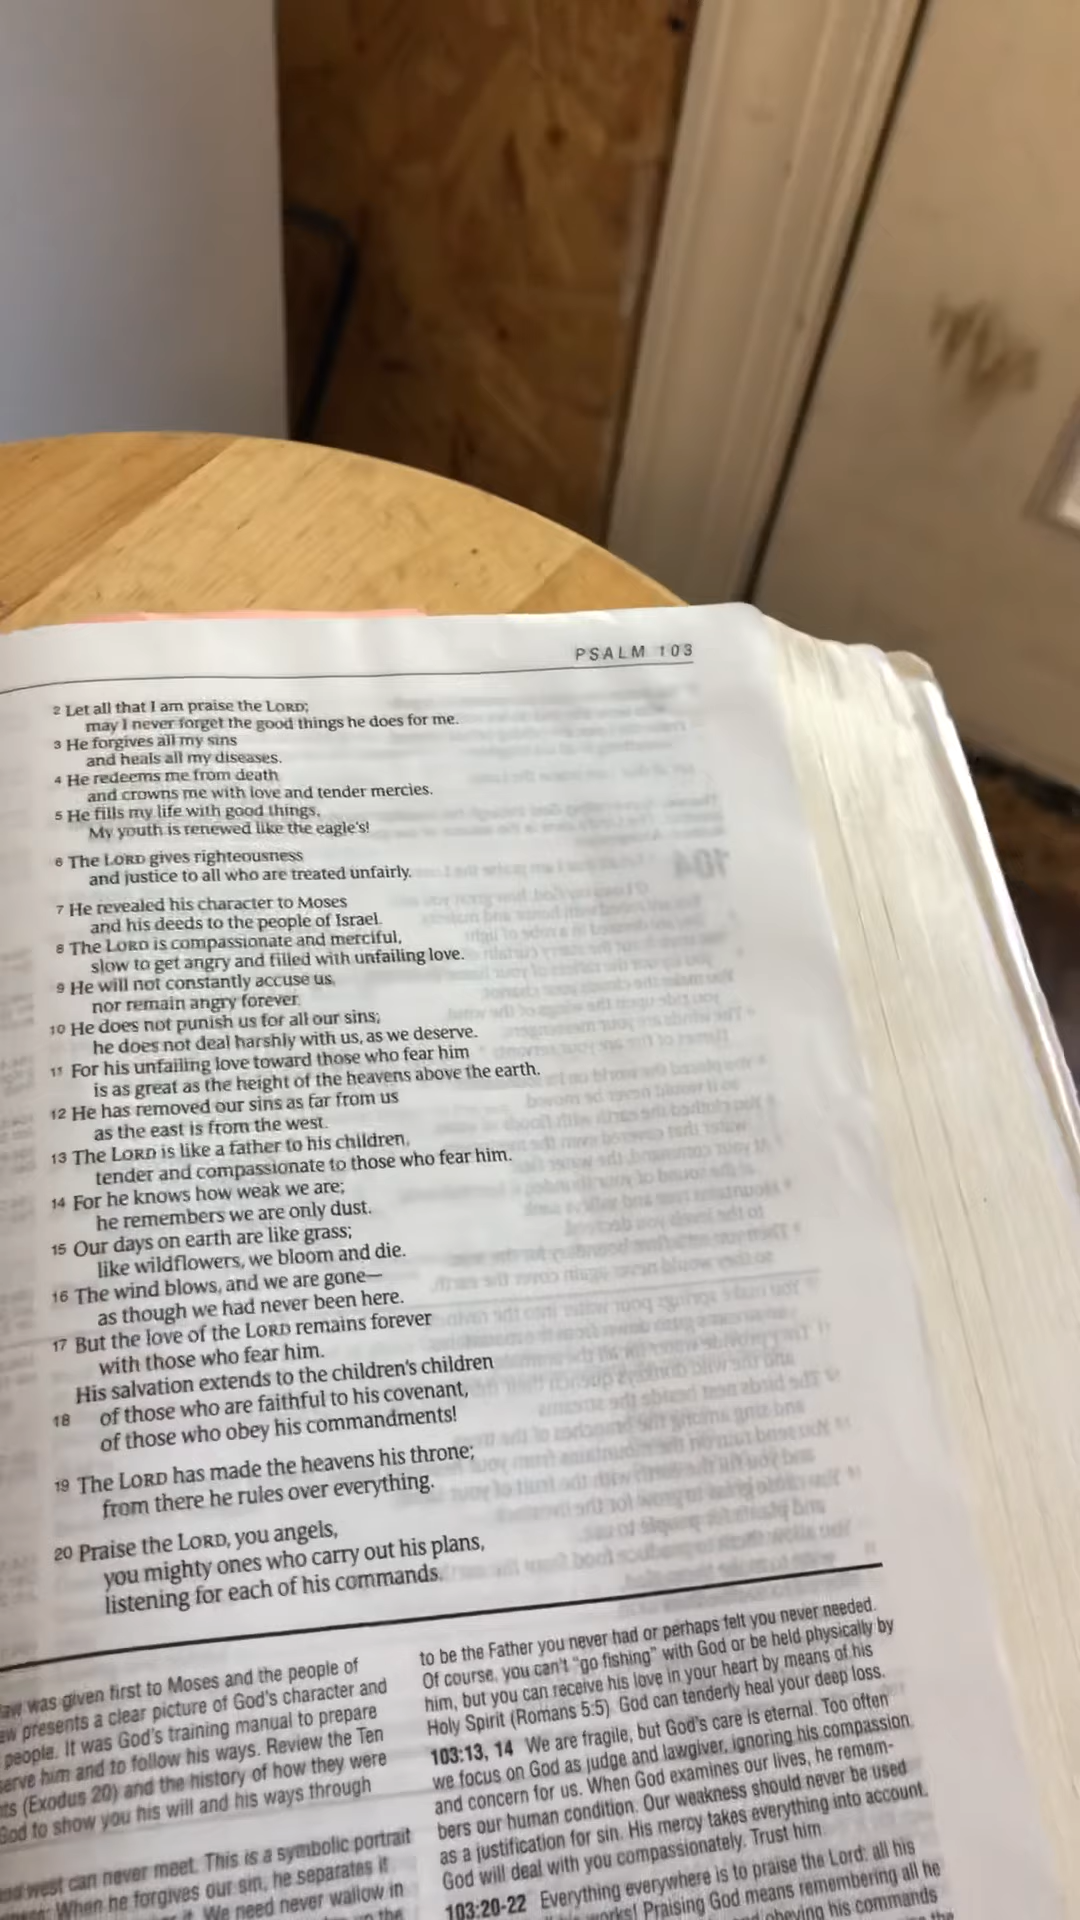 PSALM 103
2 Let all that I am praise the LORD;
may I never forget the good things he does for me.
3 He forgives all my sins
and heals all my diseases.
4 He redeems me from death
and crowns me with love and tender mercies.
5 He fills my life with good things.
My youth is renewed like the eagle's!
6 The LORD gives righteousness
and justice to all who are treated unfairly.
7 He revealed his character to Moses
and his deeds to the people of Israel.
8 The LORD is compassionate and merciful,
slow to get angry and filled with unfailing love.
9 He will not constantly accuse us,
nor remain angry forever.
10 He does not punish us for all our sins;
he does not deal harshly with us, as we deserve.
11 For his unfailing love toward those who fear him
is as great as the height of the heavens above the earth.
12 He has removed our sins as far from us
as the east is from the west.
13 The LORD is like a father to his children,
tender and compassionate to those who fear him.
14 For he knows how weak we are;
he remembers we are only dust.
15 Our days on earth are like grass;
like wildflowers, we bloom and die.
16 The wind blows, and we are gone—
as though we had never been here.
17 But the love of the LORD remains forever
with those who fear him.
His salvation extends to the children's children
18 of those who are faithful to his covenant,
of those who obey his commandments!
19 The LORD has made the heavens his throne;
from there he rules over everything.
20 Praise the LORD, you angels,
you mighty ones who carry out his plans,
listening for each of his commands.
law was given first to Moses and the people of
presents a clear picture of God's character and
people. It was God's training manual to prepare
serve him and to follow his ways. Review the Ten
(Exodus 20) and the history of how they were
God to show you his will and his ways through
west can never meet. This is a symbolic portrait
When he forgives our sin, he separates it
We need never wallow in
the
to be the Father you never had or perhaps felt you never needed.
Of course, you can't "go fishing" with God or be held physically by
him, but you can receive his love in your heart by means of his
Holy Spirit (Romans 5:5). God can tenderly heal your deep loss.
103:13, 14 We are fragile, but God's care is eternal. Too often
we focus on God as judge and lawgiver, ignoring his compassion
and concern for us. When God examines our lives, he remem-
bers our human condition. Our weakness should never be used
as a justification for sin. His mercy takes everything into account.
God will deal with you compassionately. Trust him.
103:20-22 Everything everywhere is to praise the Lord: all his
works! Praising God means remembering all he
obeying his commands
the